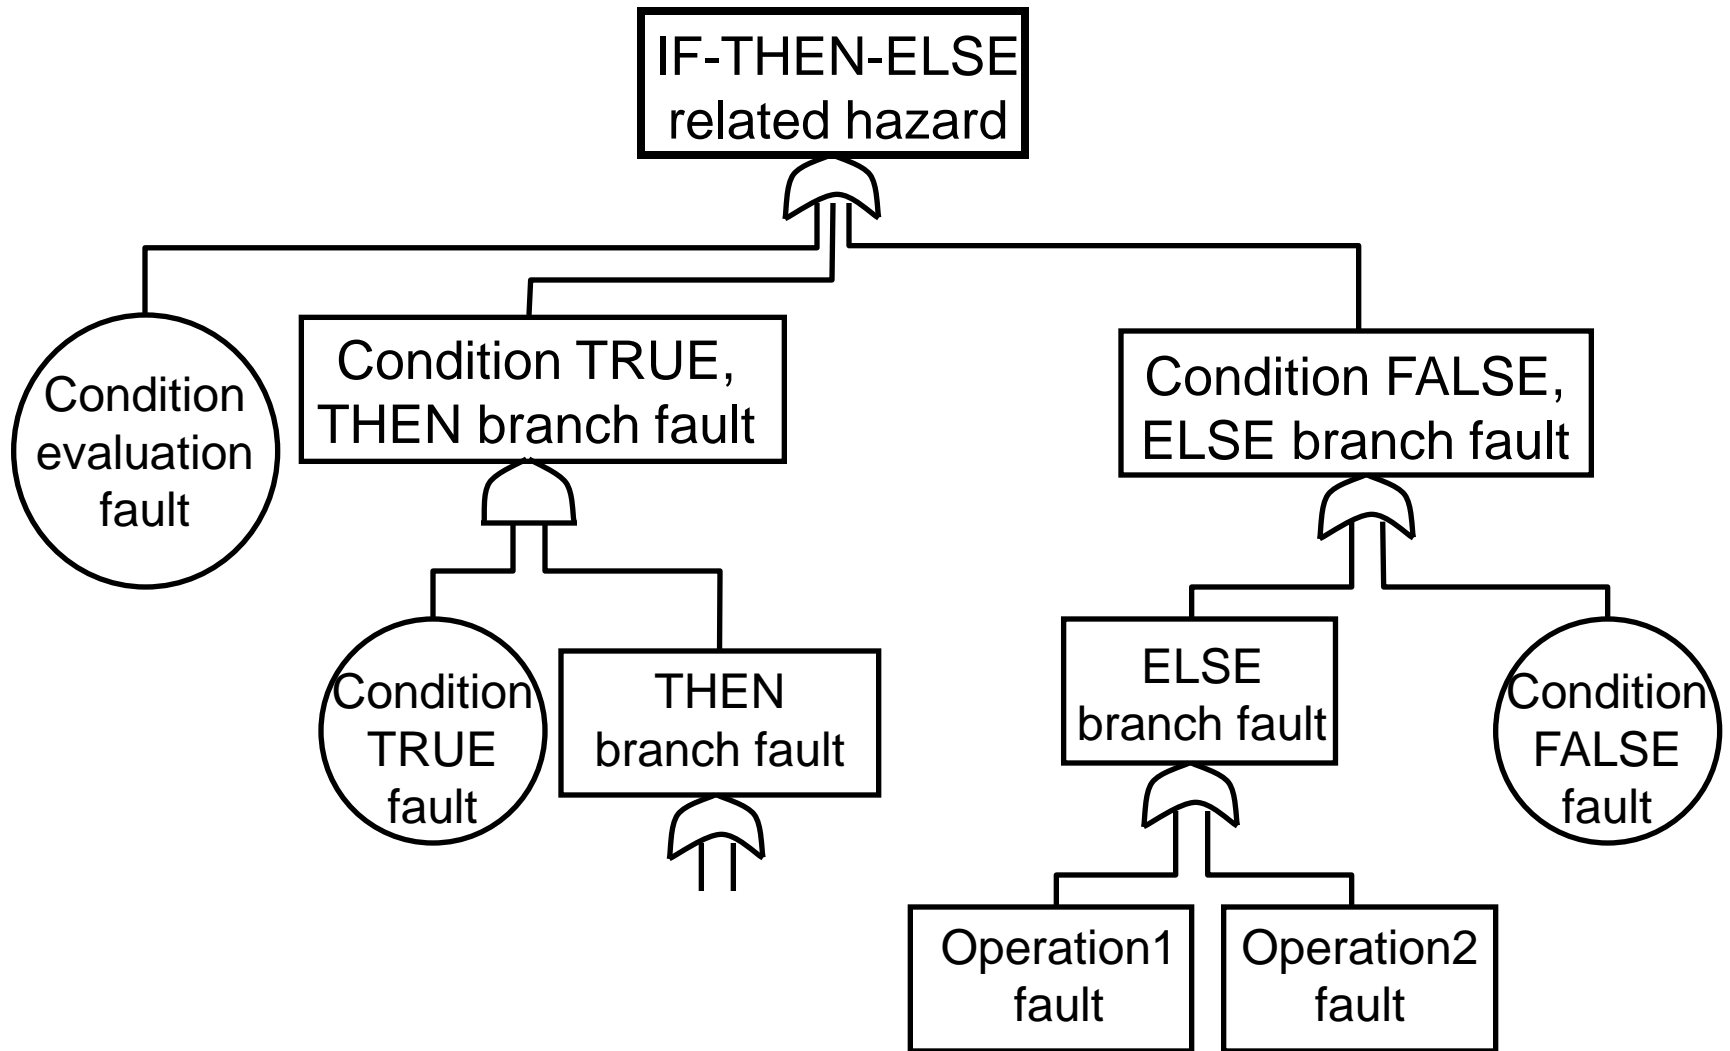 IF-THEN-ELSE
related hazard
Condition
evaluation
fault
Condition TRUE,
THEN branch fault
Condition FALSE,
ELSE branch fault
Condition
TRUE
fault
THEN
branch fault
ELSE
branch fault
Condition
FALSE
fault
Operation1
fault
Operation2
fault